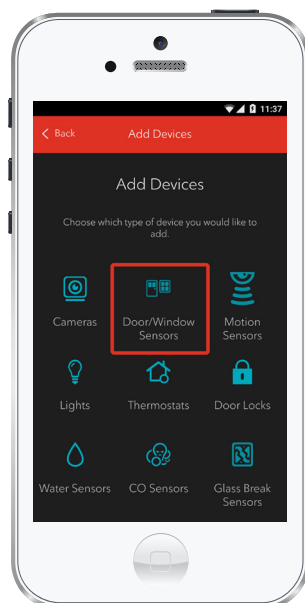 11:37
Back Add Devices
Add Devices
Choose which type of device you would like to
add.
Cameras Door/Window Motion
Sensors Sensors
Lights Thermostats Door Locks
Water Sensors CO Sensors Glass Break
Sensors